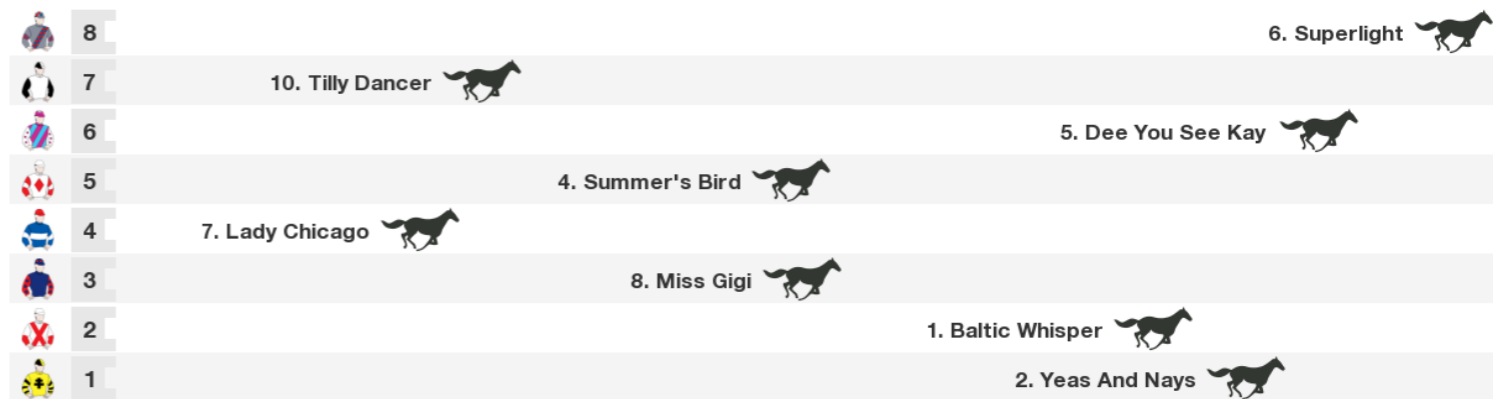 8 6. Superlight
7 10. Tilly Dancer
6 5. Dee You See Kay
5 4. Summer's Bird
4 7. Lady Chicago
3 8. Miss Gigi
2 1. Baltic Whisper
1 2. Yeas And Nays